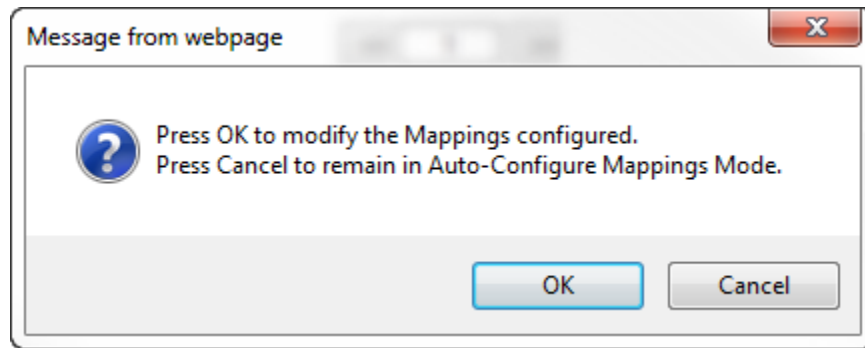 Message from webpage
Press OK to modify the Mappings configured.
Press Cancel to remain in Auto-Configure Mappings Mode.
OK
Cancel